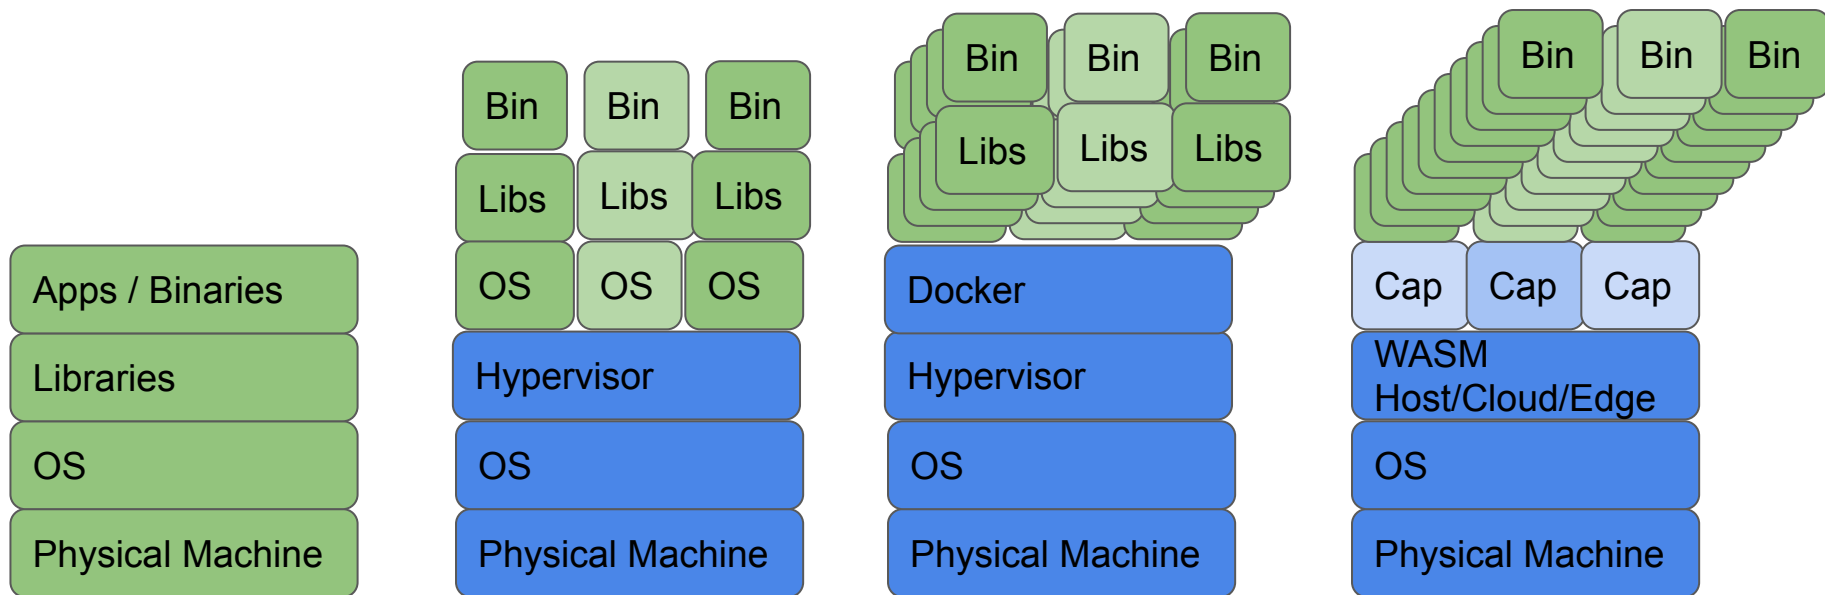 Apps / Binaries
Libraries
OS
Physical Machine
Bin Bin Bin
Libs Libs Libs
OS OS OS
Hypervisor
OS
Physical Machine
Bin Bin Bin
Libs Libs Libs
Docker
Hypervisor
OS
Physical Machine
Bin Bin Bin
Cap Cap Cap
WASM
Host/Cloud/Edge
OS
Physical Machine